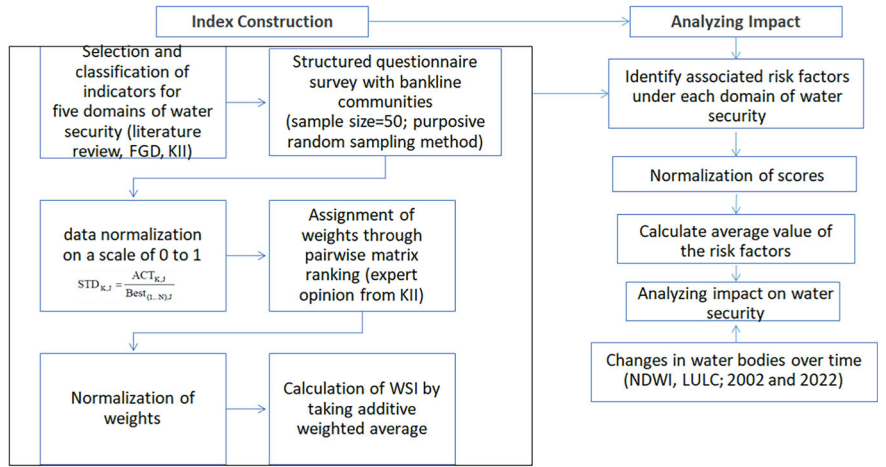 Index Construction
Analyzing Impact
Selection and
classification of
indicators for
five domains of water
security (literature
review, FGD, KII)
Structured questionnaire
survey with bankline
communities
(sample size=50; purposive
random sampling method)
data normalization
on a scale of 0 to 1
STD_{K,J} = ACT_{K,J} / Best_{(1...N),J}
Assignment of
weights through
pairwise matrix
ranking (expert
opinion from KII)
Normalization of
weights
Calculation of WSI by
taking additive
weighted average
Identify associated risk factors
under each domain of water
security
Normalization of scores
Calculate average value of
the risk factors
Analyzing impact on water
security
Changes in water bodies over time
(NDWI, LULC; 2002 and 2022)